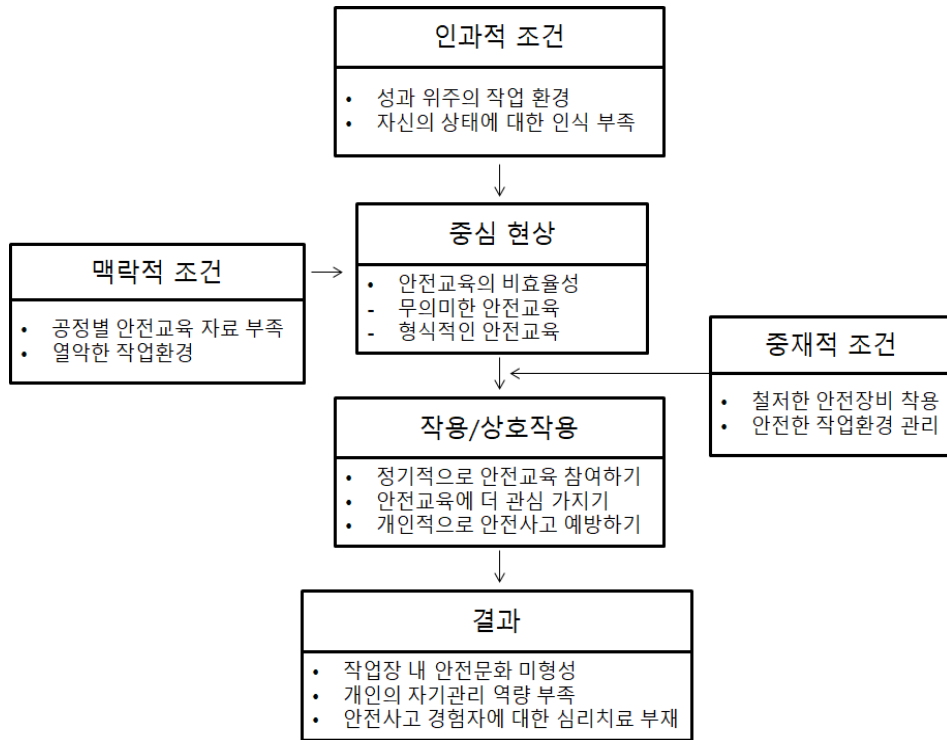 인과적 조건
• 성과 위주의 작업 환경
• 자신의 상태에 대한 인식 부족
중심 현상
• 안전교육의 비효율성
- 무의미한 안전교육
- 형식적인 안전교육
맥락적 조건
• 공정별 안전교육 자료 부족
• 열악한 작업환경
중재적 조건
• 철저한 안전장비 착용
• 안전한 작업환경 관리
작용/상호작용
• 정기적으로 안전교육 참여하기
• 안전교육에 더 관심 가지기
• 개인적으로 안전사고 예방하기
결과
• 작업장 내 안전문화 미형성
• 개인의 자기관리 역량 부족
• 안전사고 경험자에 대한 심리치료 부재